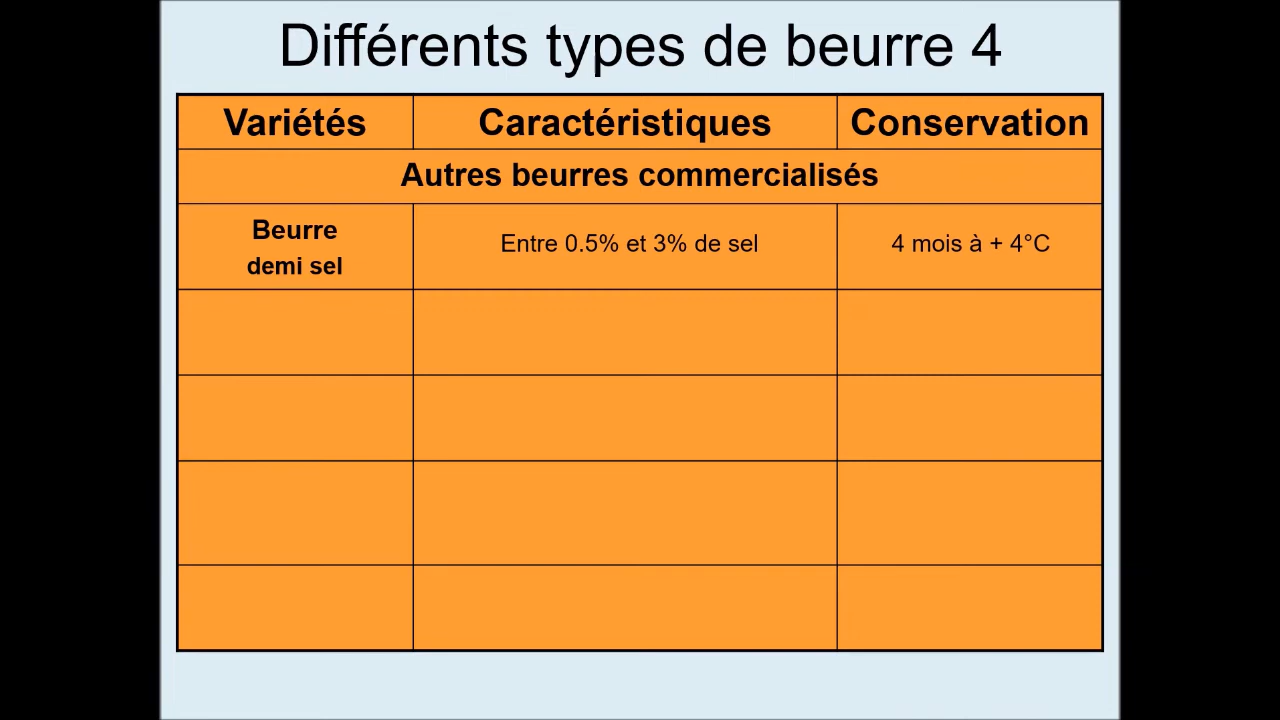 Différents types de beurre 4
Variétés Caractéristiques Conservation
Autres beurres commercialisés
Beurre
demi sel
Entre 0.5% et 3% de sel
4 mois à + 4°C